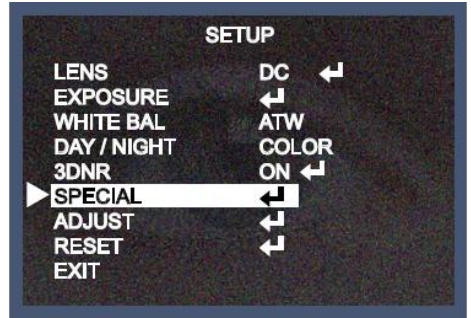 SETUP
LENS DC ↵
EXPOSURE ↵
WHITE BAL ATW
DAY / NIGHT COLOR
3DNR ON ↵
SPECIAL ↵
ADJUST ↵
RESET ↵
EXIT